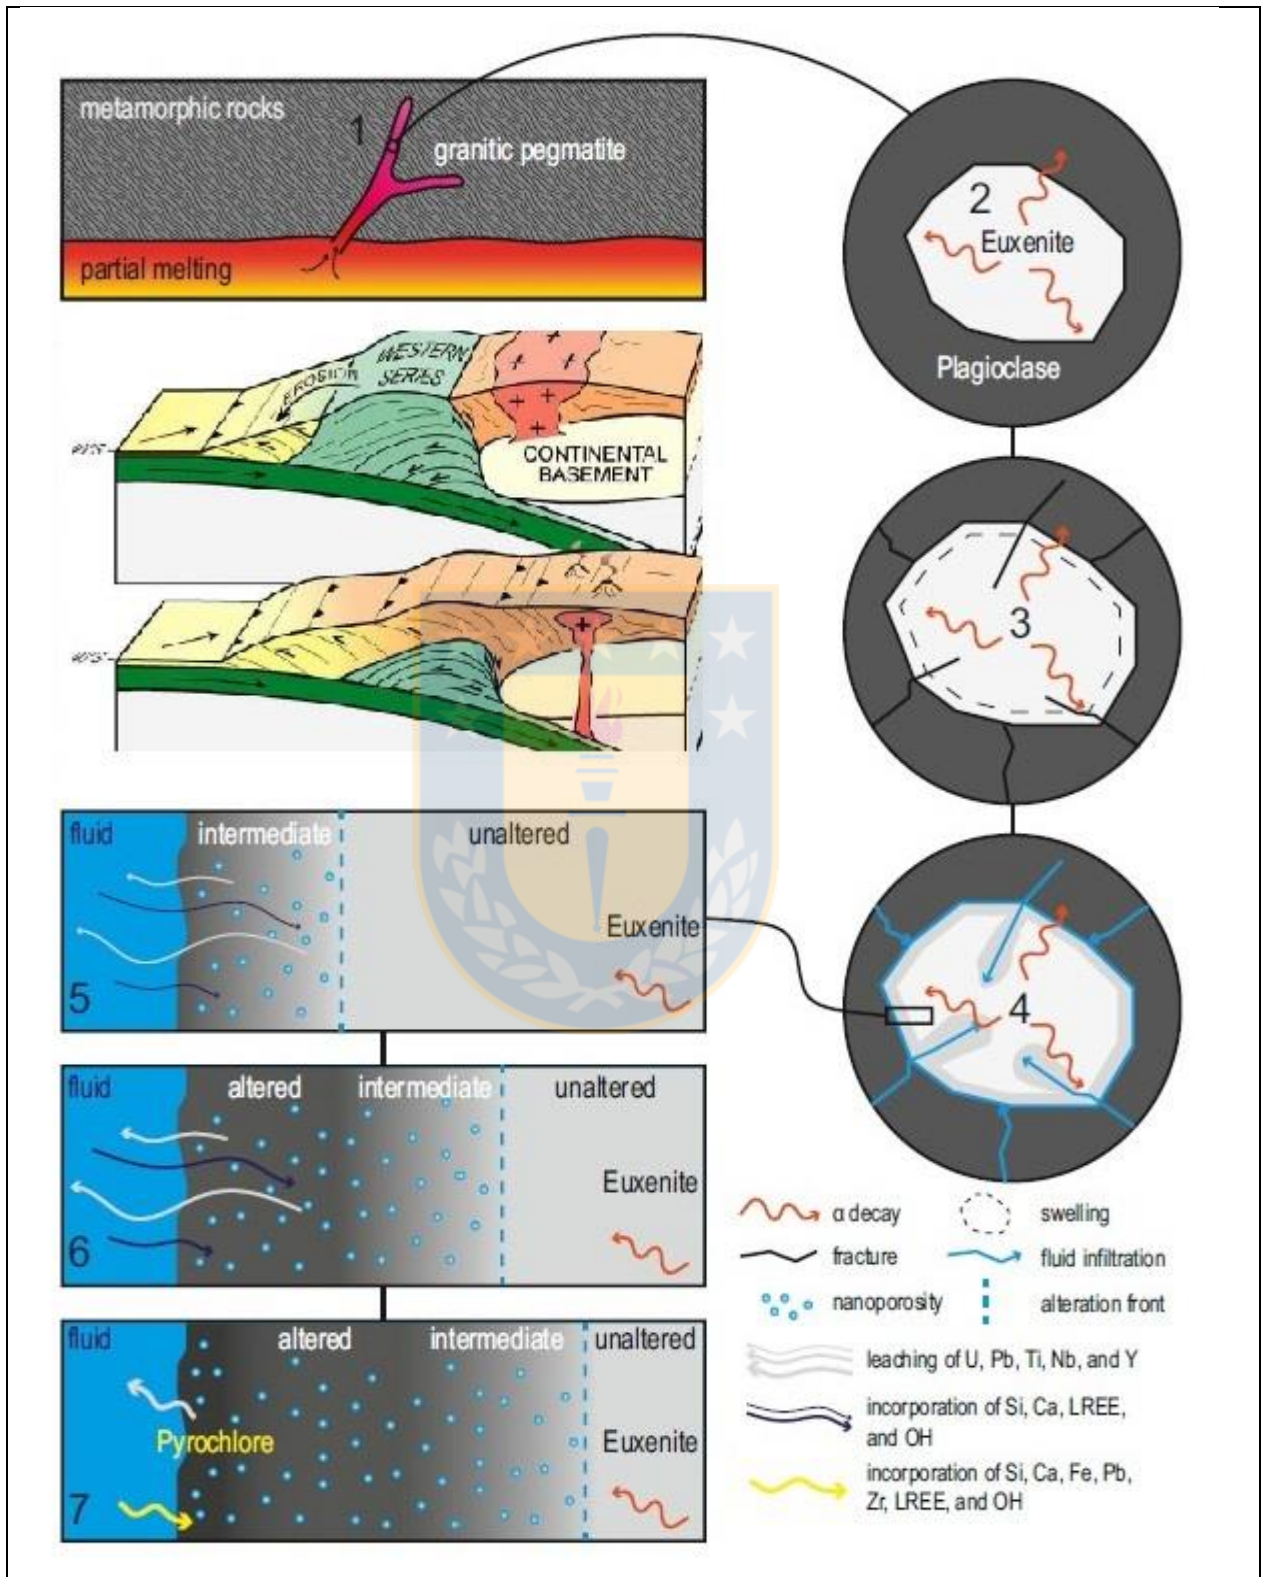 metamorphic rocks
1
granitic pegmatite
partial melting
2
Euxenite
Plagioclase
EROSION
WESTERN
SERIES
CONTINENTAL
BASEMENT
3
4
fluid
intermediate
unaltered
Euxenite
5
fluid
altered
intermediate
unaltered
Euxenite
6
fluid
altered
intermediate
unaltered
Pyrochlore
Euxenite
7
α decay
swelling
fracture
fluid infiltration
nanoporosity
alteration front
leaching of U, Pb, Ti, Nb, and Y
incorporation of Si, Ca, LREE,
and OH
incorporation of Si, Ca, Fe, Pb,
Zr, LREE, and OH